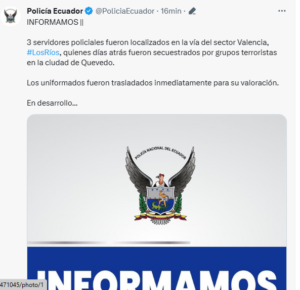 Policía Ecuador @PoliciaEcuador · 16min ·
INFORMAMOS ||
3 servidores policiales fueron localizados en la vía del sector Valencia,
#LosRíos, quienes días atrás fueron secuestrados por grupos terroristas
en la ciudad de Quevedo.
Los uniformados fueron trasladados inmediatamente para su valoración.
En desarrollo...
POLICÍA NACIONAL DEL ECUADOR
INFORMAMOS
471045/photo/1